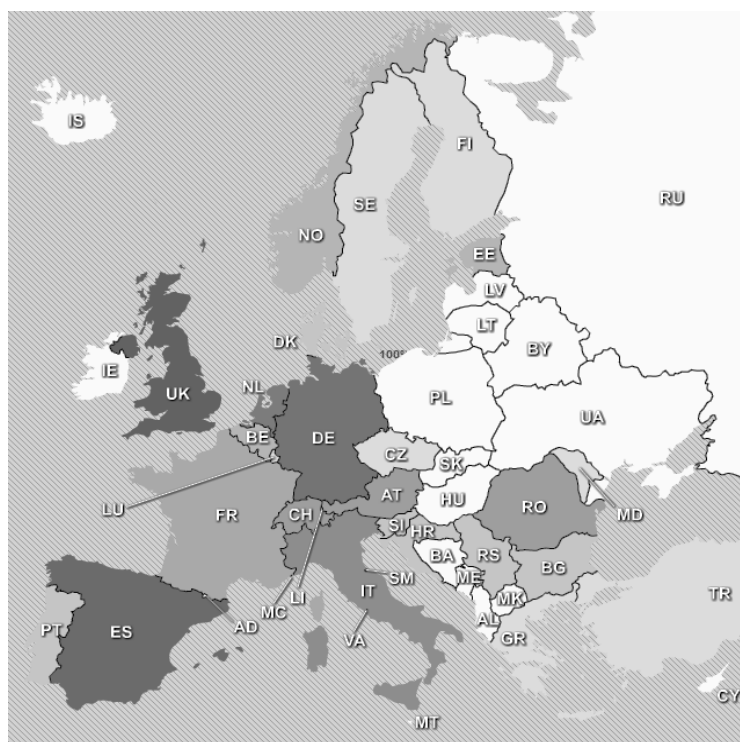 IS
FI
RU
SE
NO
EE
LV
LT
DK
100%
BY
IE
UK
NL
PL
BE
DE
UA
CZ
SK
LU
FR
CH
AT
HU
RO
MD
SI
HR
BA
RS
SM
ME
BG
IT
LI
MC
MK
TR
PT
ES
AD
VA
AL
GR
CY
MT